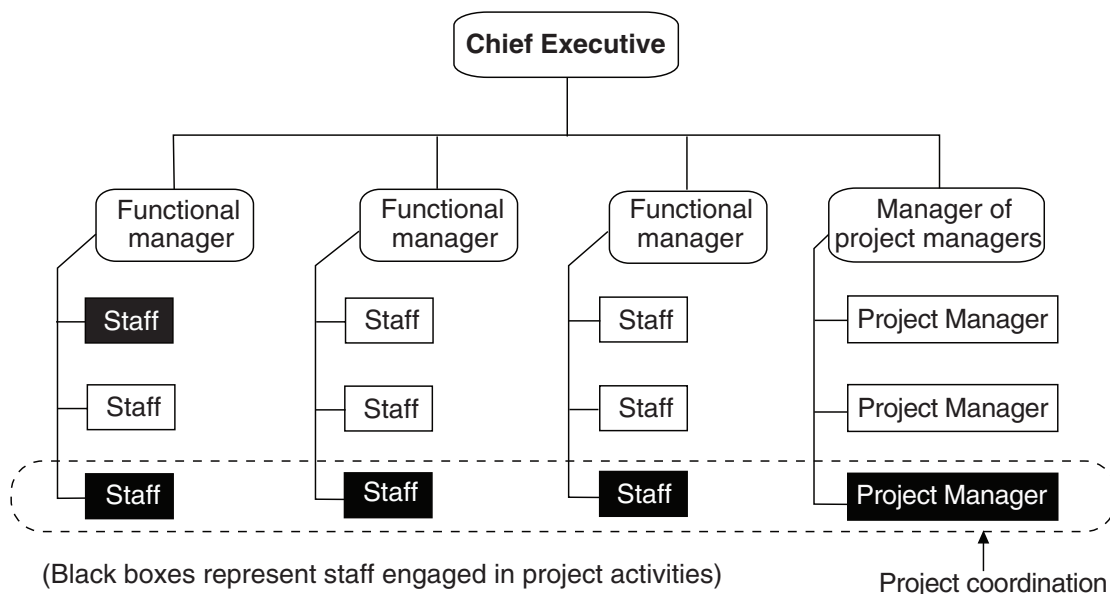 Chief Executive
Functional
manager
Functional
manager
Functional
manager
Manager of
project managers
Staff
Staff
Staff
Project Manager
Staff
Staff
Staff
Project Manager
Staff
Staff
Staff
Project Manager
(Black boxes represent staff engaged in project activities)
Project coordination